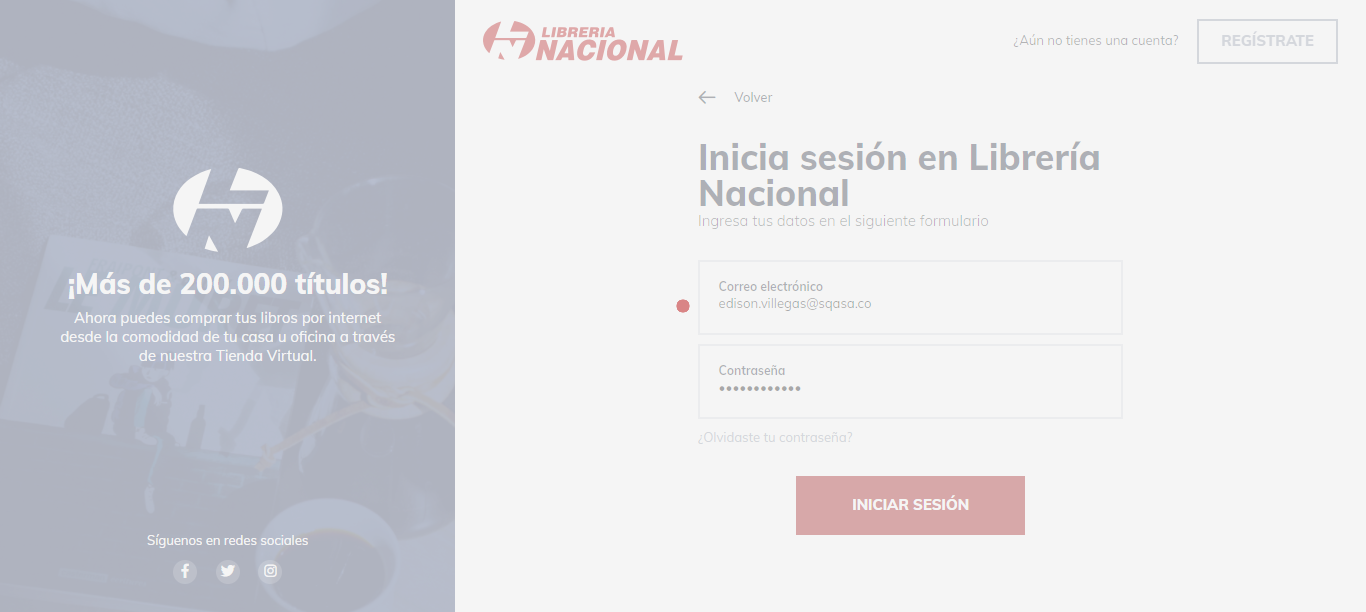 ¡Más de 200.000 títulos!
Ahora puedes comprar tus libros por internet
desde la comodidad de tu casa u oficina a través
de nuestra Tienda Virtual.
Síguenos en redes sociales
LIBRERIA
NACIONAL
¿Aún no tienes una cuenta?
REGÍSTRATE
Volver
Inicia sesión en Librería
Nacional
Ingresa tus datos en el siguiente formulario
Correo electrónico
edison.villegas@sqasa.co
Contraseña
••••••••••••
¿Olvidaste tu contraseña?
INICIAR SESIÓN